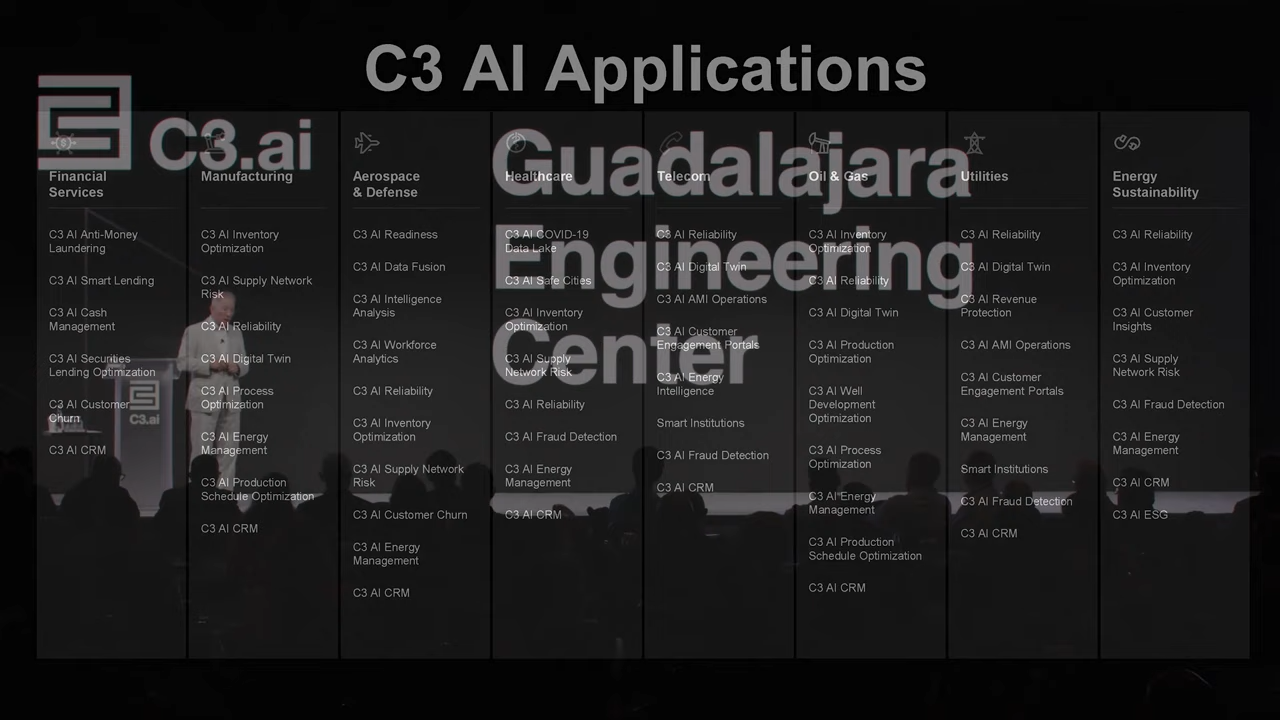 C3 AI Applications
C3.ai
Guadalajara
Engineering
Center
Financial
Services
C3 AI Anti-Money
Laundering
C3 AI Smart Lending
C3 AI Cash
Management
C3 AI Securities
Lending Optimization
C3 AI Customer
Churn
C3 AI CRM
Manufacturing
C3 AI Inventory
Optimization
C3 AI Supply Network
Risk
C3 AI Reliability
C3 AI Digital Twin
C3 AI Process
Optimization
C3 AI Energy
Management
C3 AI Production
Schedule Optimization
C3 AI CRM
Aerospace
& Defense
C3 AI Readiness
C3 AI Data Fusion
C3 AI Intelligence
Analysis
C3 AI Workforce
Analytics
C3 AI Reliability
C3 AI Inventory
Optimization
C3 AI Supply Network
Risk
C3 AI Customer Churn
C3 AI Energy
Management
C3 AI CRM
Healthcare
C3 AI COVID-19
Data Lake
C3 AI Safe Cities
C3 AI Inventory
Optimization
C3 AI Supply
Network Risk
C3 AI Reliability
C3 AI Fraud Detection
C3 AI Energy
Management
C3 AI CRM
Telecom
C3 AI Reliability
C3 AI Digital Twin
C3 AI AMI Operations
C3 AI Customer
Engagement Portals
C3 AI Energy
Intelligence
Smart Institutions
C3 AI Fraud Detection
C3 AI CRM
Oil & Gas
C3 AI Inventory
Optimization
C3 AI Reliability
C3 AI Digital Twin
C3 AI Production
Optimization
C3 AI Well
Development
Optimization
C3 AI Process
Optimization
C3 AI Energy
Management
C3 AI Production
Schedule Optimization
C3 AI CRM
Utilities
C3 AI Reliability
C3 AI Digital Twin
C3 AI Revenue
Protection
C3 AI AMI Operations
C3 AI Customer
Engagement Portals
C3 AI Energy
Management
Smart Institutions
C3 AI Fraud Detection
C3 AI CRM
Energy
Sustainability
C3 AI Reliability
C3 AI Inventory
Optimization
C3 AI Customer
Insights
C3 AI Supply
Network Risk
C3 AI Fraud Detection
C3 AI Energy
Management
C3 AI CRM
C3 AI ESG
C3.ai